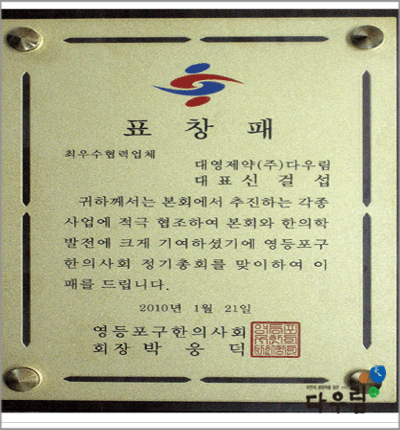 표 창 패
최우수협력업체
대영제약(주)다우림
대표신 걸 섭
귀하께서는 본회에서 추진하는 각종
사업에 적극 협조하여 본회와 한의학
발전에 크게 기여하셨기에 영등포구
한의사회 정기총회를 맞이하여 이
패를 드립니다.
2010년 1월 21일
영등포구한의사회
회장 박 웅 덕
다우림